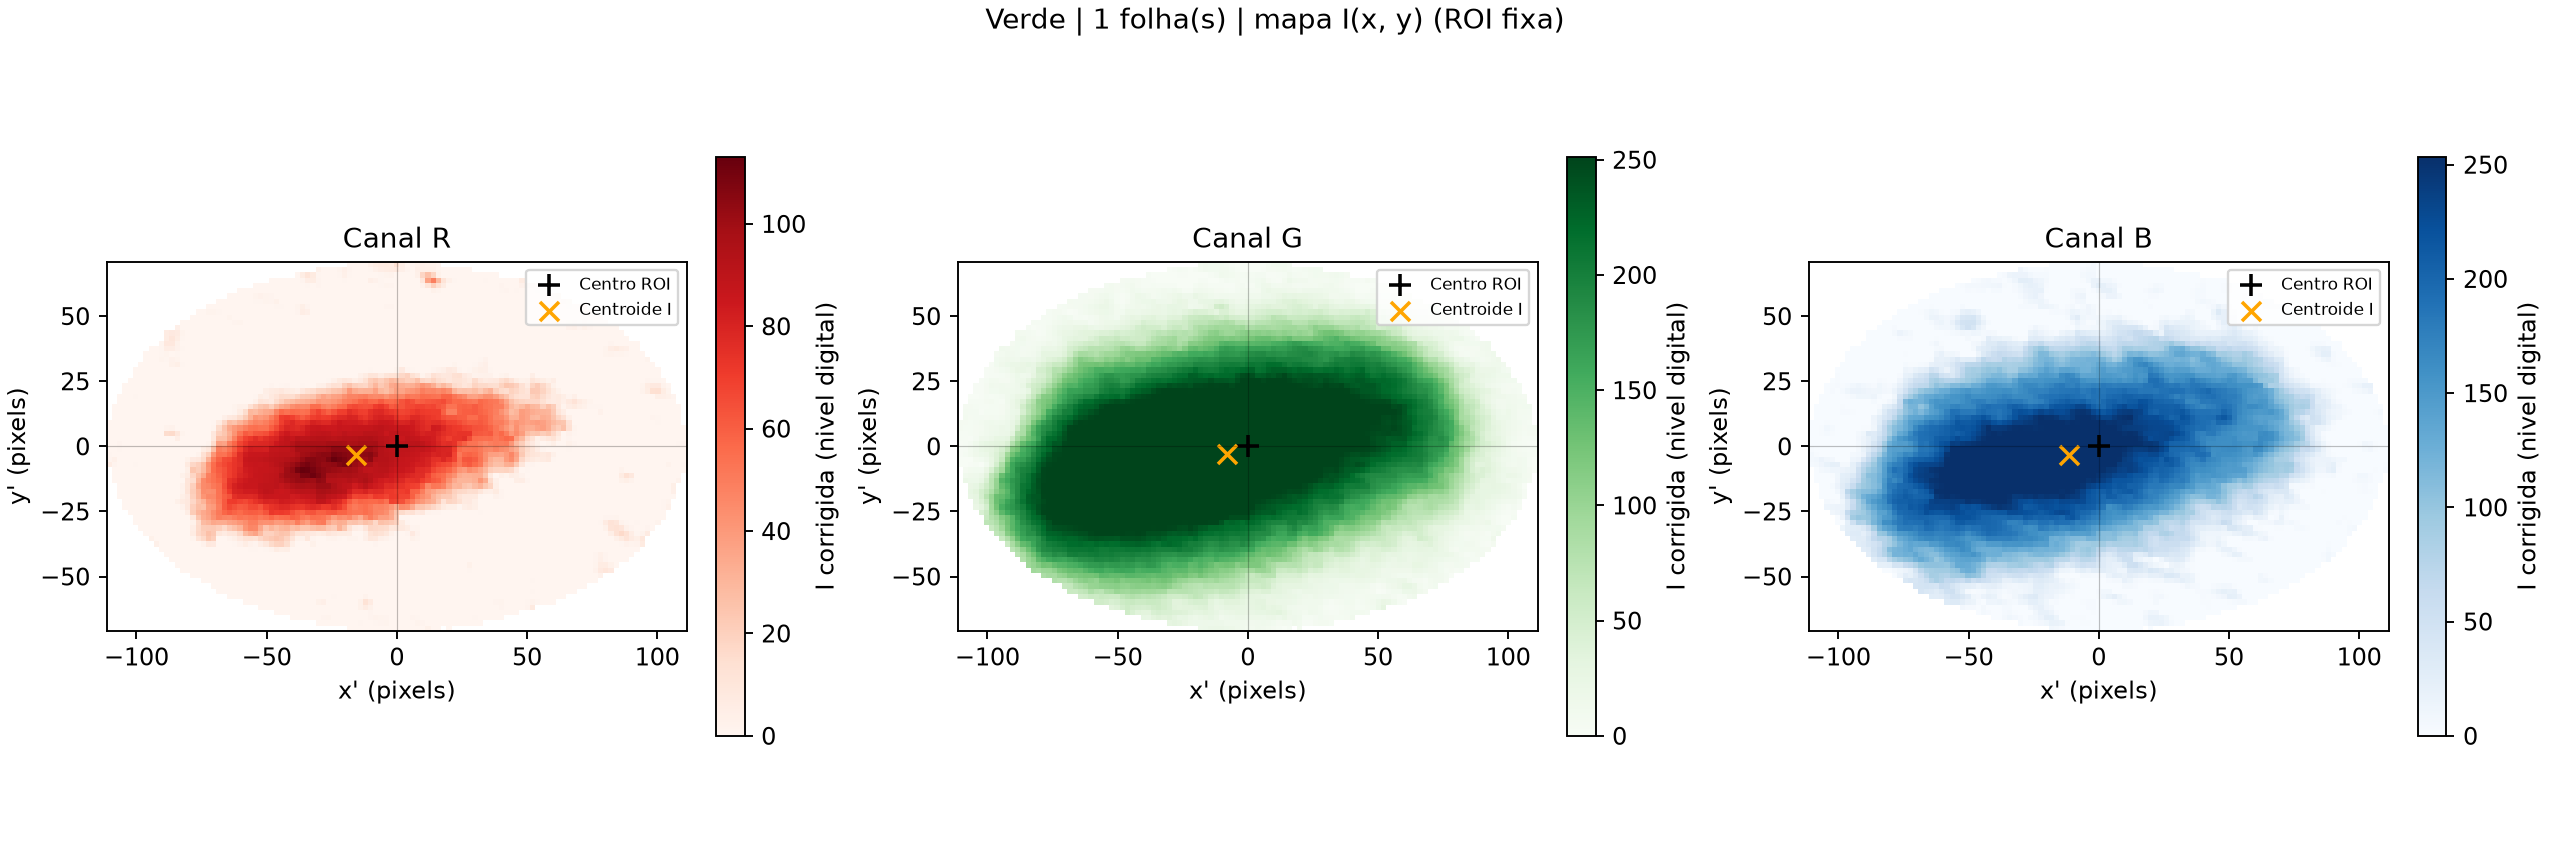 Verde | 1 folha(s) | mapa I(x, y) (ROI fixa)
Canal R
Centro ROI
Centroide I
50
25
0
−25
−50
y' (pixels)
−100
−50
0
50
100
x' (pixels)
100
80
60
40
20
0
I corrigida (nivel digital)
Canal G
Centro ROI
Centroide I
50
25
0
−25
−50
y' (pixels)
−100
−50
0
50
100
x' (pixels)
250
200
150
100
50
0
I corrigida (nivel digital)
Canal B
Centro ROI
Centroide I
50
25
0
−25
−50
y' (pixels)
−100
−50
0
50
100
x' (pixels)
250
200
150
100
50
0
I corrigida (nivel digital)